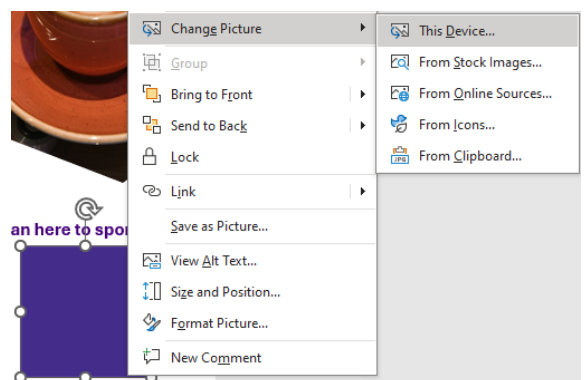 Change Picture
Group
Bring to Front
Send to Back
Lock
Link
Save as Picture...
View Alt Text...
Size and Position...
Format Picture...
New Comment
This Device...
From Stock Images...
From Online Sources...
From Icons...
From Clipboard...
JPG
an here to spo